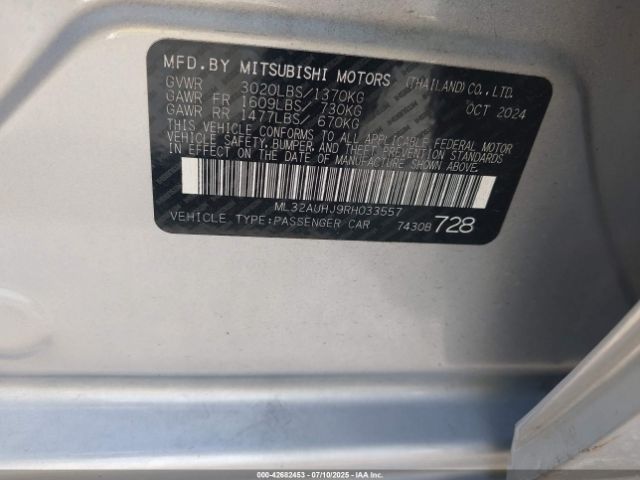 MFD.BY MITSUBISHI MOTORS (THAILAND) CO., LTD.
GVWR 3020LBS/1370KG OCT 2024
GAWR FR 1609LBS/ 730KG
GAWR RR 1477LBS/ 670KG
THIS VEHICLE CONFORMS TO ALL APPLICABLE FEDERAL MOTOR
VEHICLE SAFETY, BUMPER, AND THEFT PREVENTION STANDARDS
IN EFFECT ON THE DATE OF MANUFACTURE SHOWN ABOVE.
ML32AUHJ9RH033557
VEHICLE TYPE:PASSENGER CAR 7430B 728
000-42682453 - 07/10/2025 - IAAI.COM